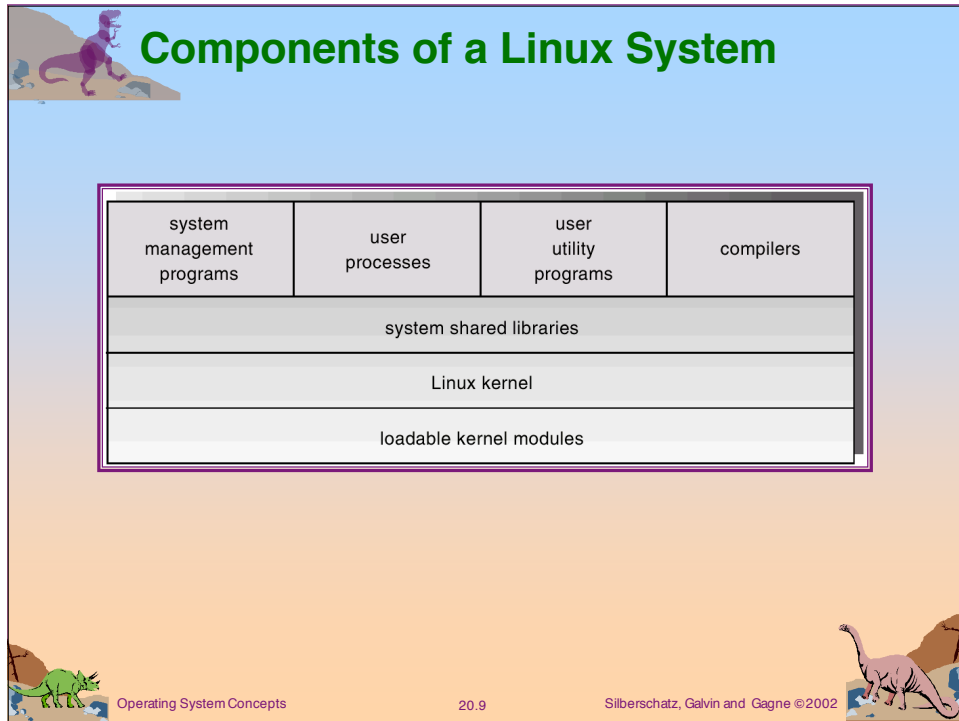 Components of a Linux System
system
management
programs
user
processes
user
utility
programs
compilers
system shared libraries
Linux kernel
loadable kernel modules
Operating System Concepts
20.9
Silberschatz, Galvin and Gagne ©2002